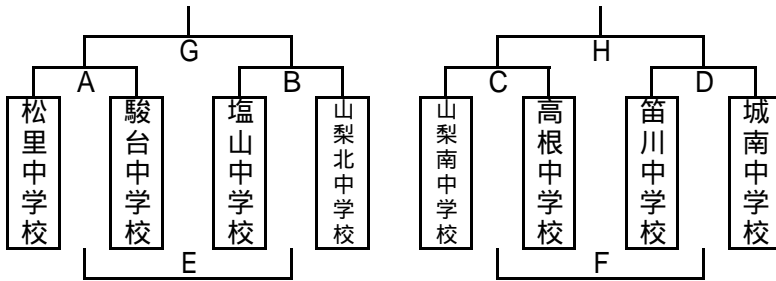 G
H
A
B
C
D
松里中学校
駿台中学校
塩山中学校
山梨北中学校
山梨南中学校
高根中学校
笛川中学校
城南中学校
E
F